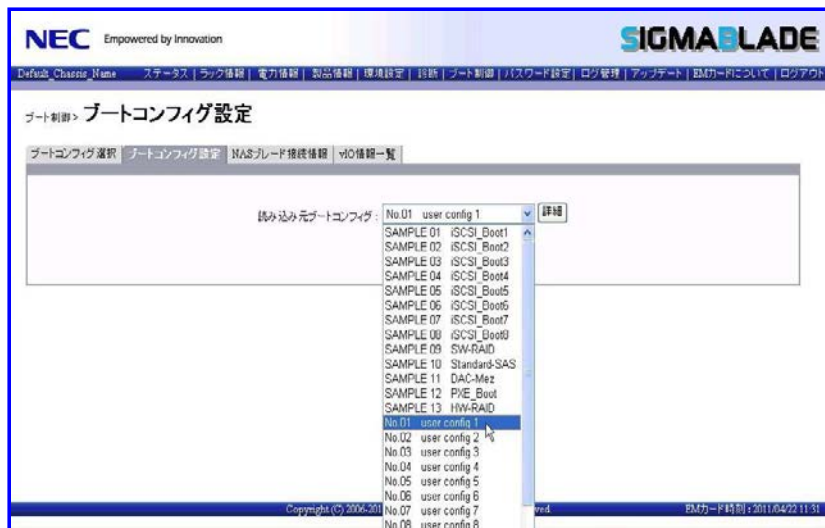 NEC Empowered by Innovation
SIGMABLADE
Default_Chassis_Name ステータス | ラック情報 | 電力情報 | 製品情報 | 環境設定 | 診断 | ブート制御 | パスワード設定 | ログ管理 | アップデート | EMカードについて | ログアウト
ブート制御> ブートコンフィグ設定
ブートコンフィグ選択 ブートコンフィグ設定 NASブレード接続情報 vIO情報一覧
読み込み元ブートコンフィグ : No.01 user config 1 詳細
SAMPLE 01 iSCSI_Boot1
SAMPLE 02 iSCSI_Boot2
SAMPLE 03 iSCSI_Boot3
SAMPLE 04 iSCSI_Boot4
SAMPLE 05 iSCSI_Boot5
SAMPLE 06 iSCSI_Boot6
SAMPLE 07 iSCSI_Boot7
SAMPLE 08 iSCSI_Boot8
SAMPLE 09 SW-RAID
SAMPLE 10 Standard-SAS
SAMPLE 11 DAC-Mez
SAMPLE 12 PXE_Boot
SAMPLE 13 HW-RAID
No.01 user config 1
No.02 user config 2
No.03 user config 3
No.04 user config 4
No.05 user config 5
No.06 user config 6
No.07 user config 7
No.08 user config 8
Copyright (C) 2006-201 ved. EMカード時刻 : 2011/04/22 11:31